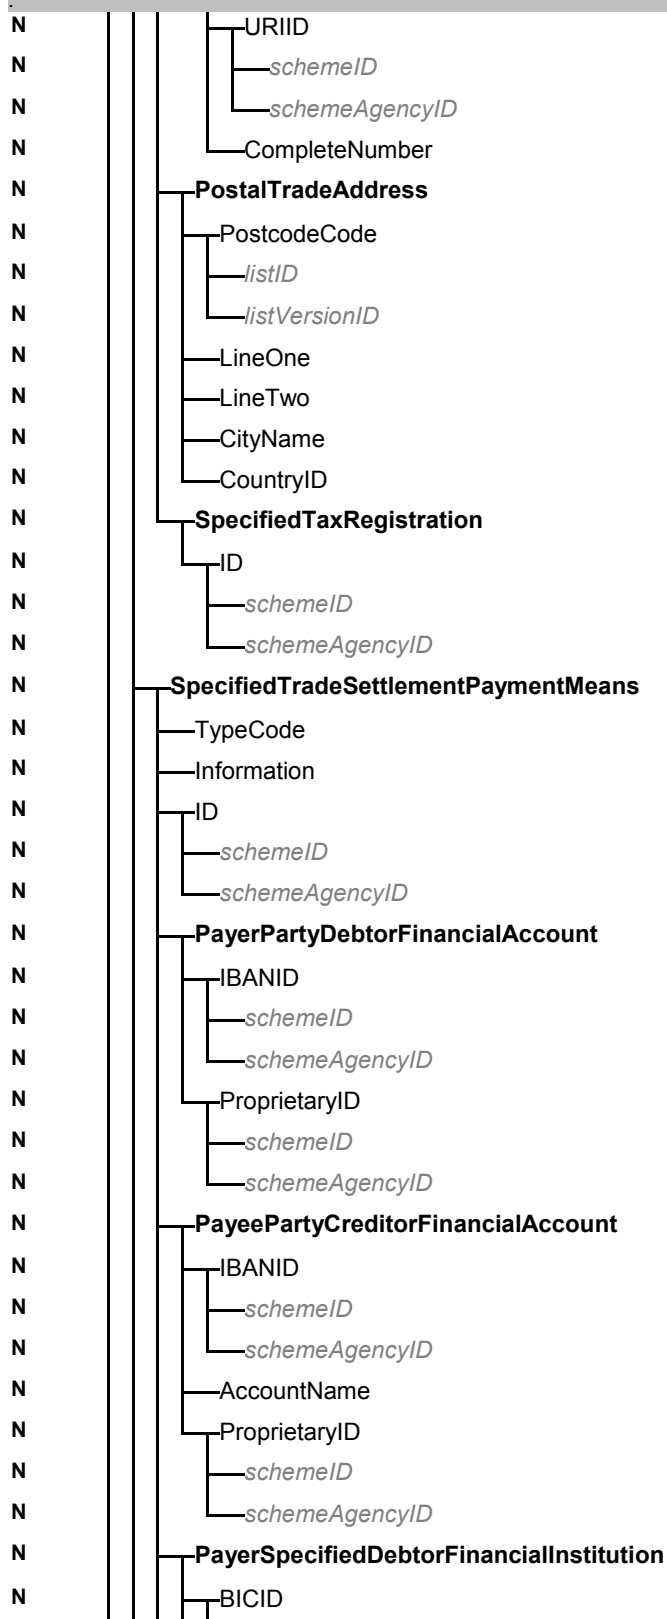 .
N URIID
N schemeID
N schemeAgencyID
N CompleteNumber
N PostalTradeAddress
N PostcodeCode
N listID
N listVersionID
N LineOne
N LineTwo
N CityName
N CountryID
N SpecifiedTaxRegistration
N ID
N schemeID
N schemeAgencyID
N SpecifiedTradeSettlementPaymentMeans
N TypeCode
N Information
N ID
N schemeID
N schemeAgencyID
N PayerPartyDebtorFinancialAccount
N IBANID
N schemeID
N schemeAgencyID
N ProprietaryID
N schemeID
N schemeAgencyID
N PayeePartyCreditorFinancialAccount
N IBANID
N schemeID
N schemeAgencyID
N AccountName
N ProprietaryID
N schemeID
N schemeAgencyID
N PayerSpecifiedDebtorFinancialInstitution
N BICID